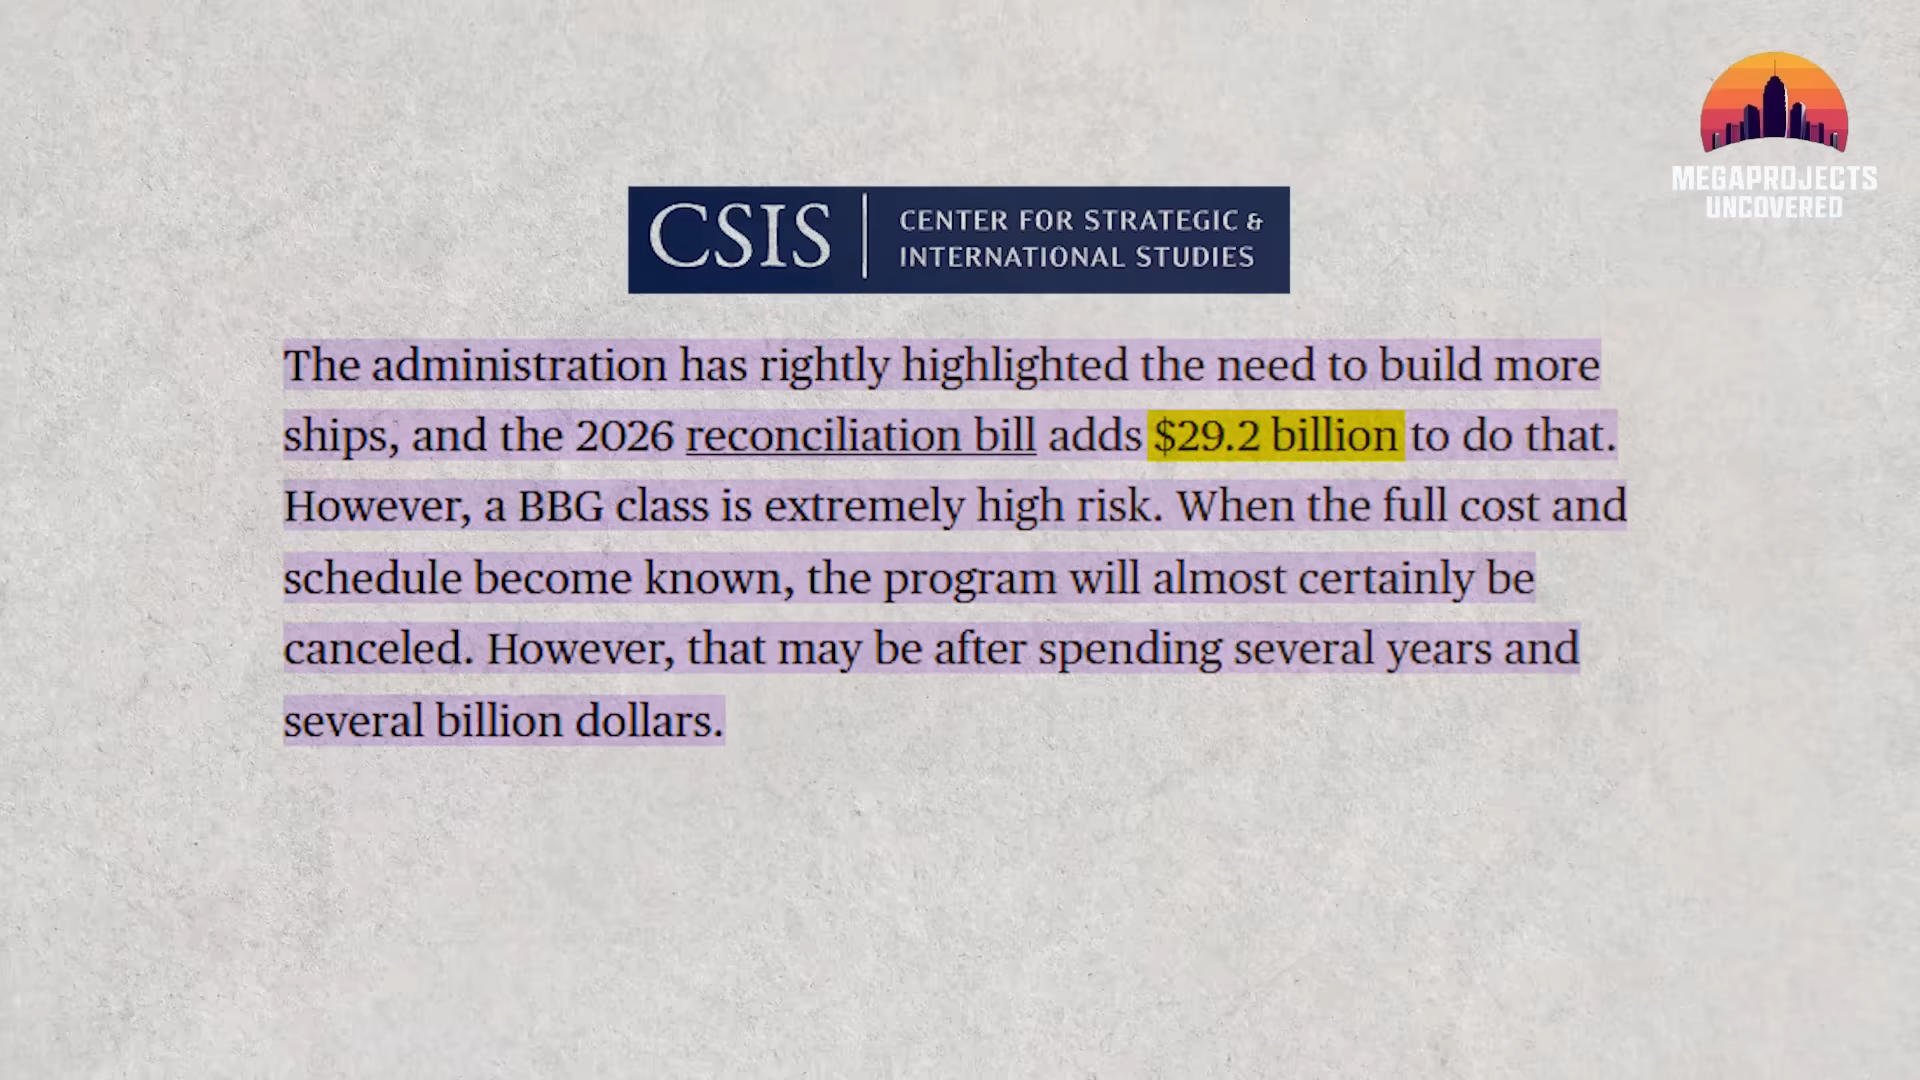 MEGAPROJECTS
UNCOVERED
CSIS
CENTER FOR STRATEGIC &
INTERNATIONAL STUDIES
The administration has rightly highlighted the need to build more
ships, and the 2026 reconciliation bill adds $29.2 billion to do that.
However, a BBG class is extremely high risk. When the full cost and
schedule become known, the program will almost certainly be
canceled. However, that may be after spending several years and
several billion dollars.